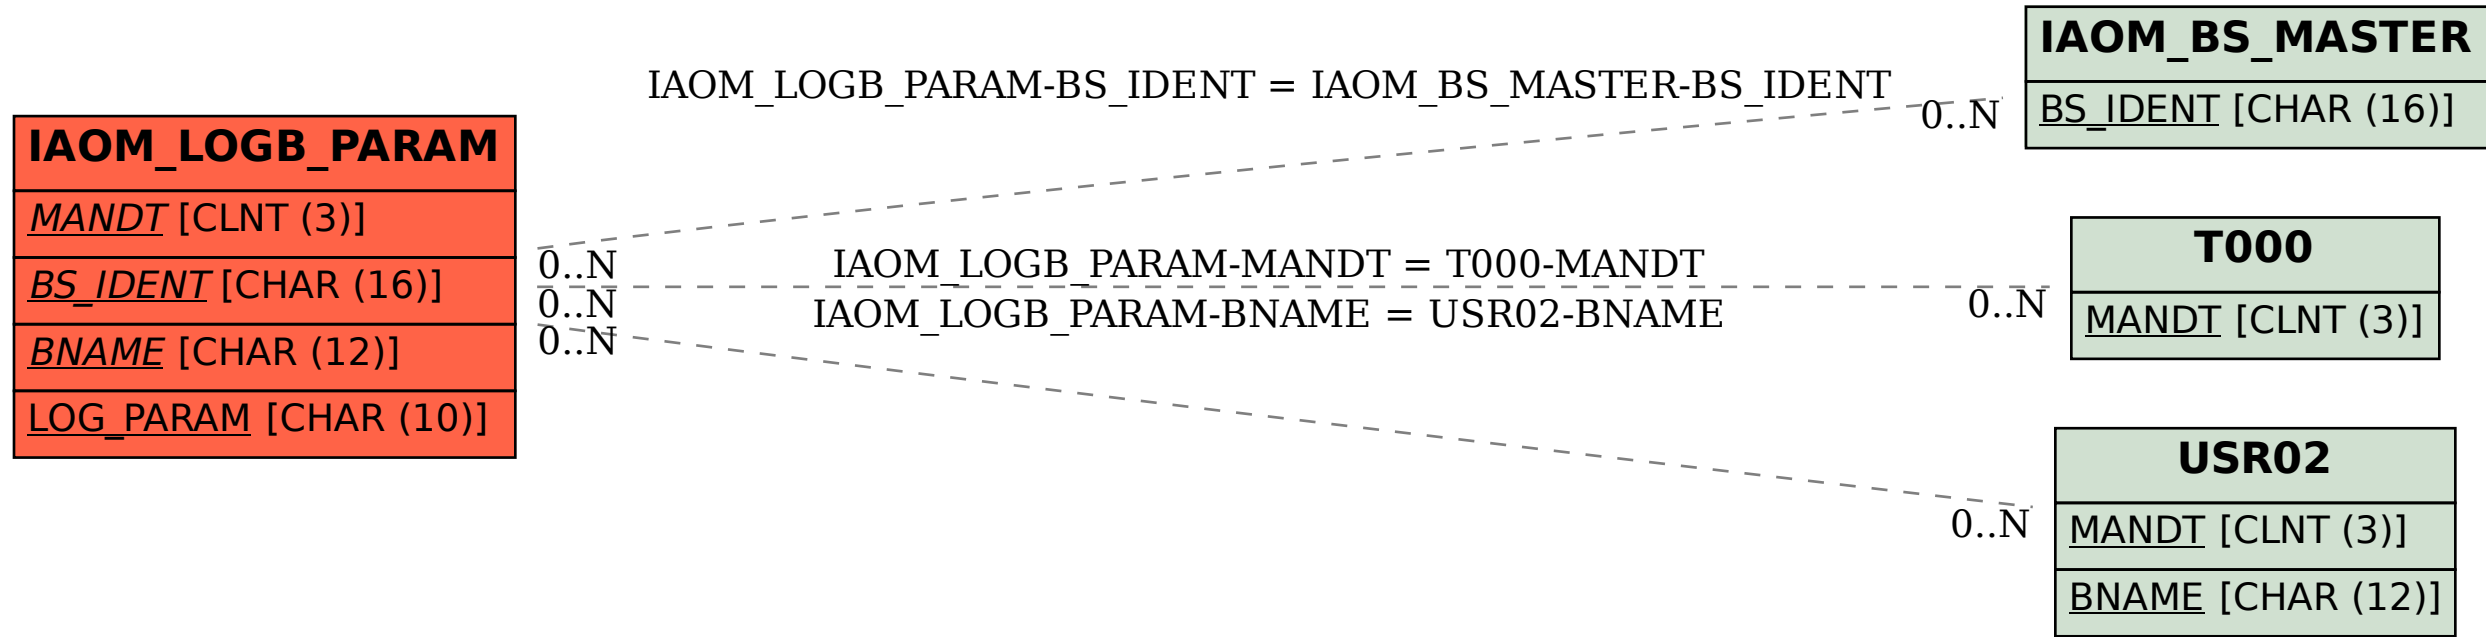 IAOM_LOGB_PARAM
MANDT [CLNT (3)]
BS_IDENT [CHAR (16)]
BNAME [CHAR (12)]
LOG_PARAM [CHAR (10)]
IAOM_LOGB_PARAM-BS_IDENT = IAOM_BS_MASTER-BS_IDENT
0..N
0..N
IAOM_LOGB_PARAM-MANDT = T000-MANDT
0..N
0..N
IAOM_LOGB_PARAM-BNAME = USR02-BNAME
0..N
0..N
IAOM_BS_MASTER
BS_IDENT [CHAR (16)]
T000
MANDT [CLNT (3)]
USR02
MANDT [CLNT (3)]
BNAME [CHAR (12)]